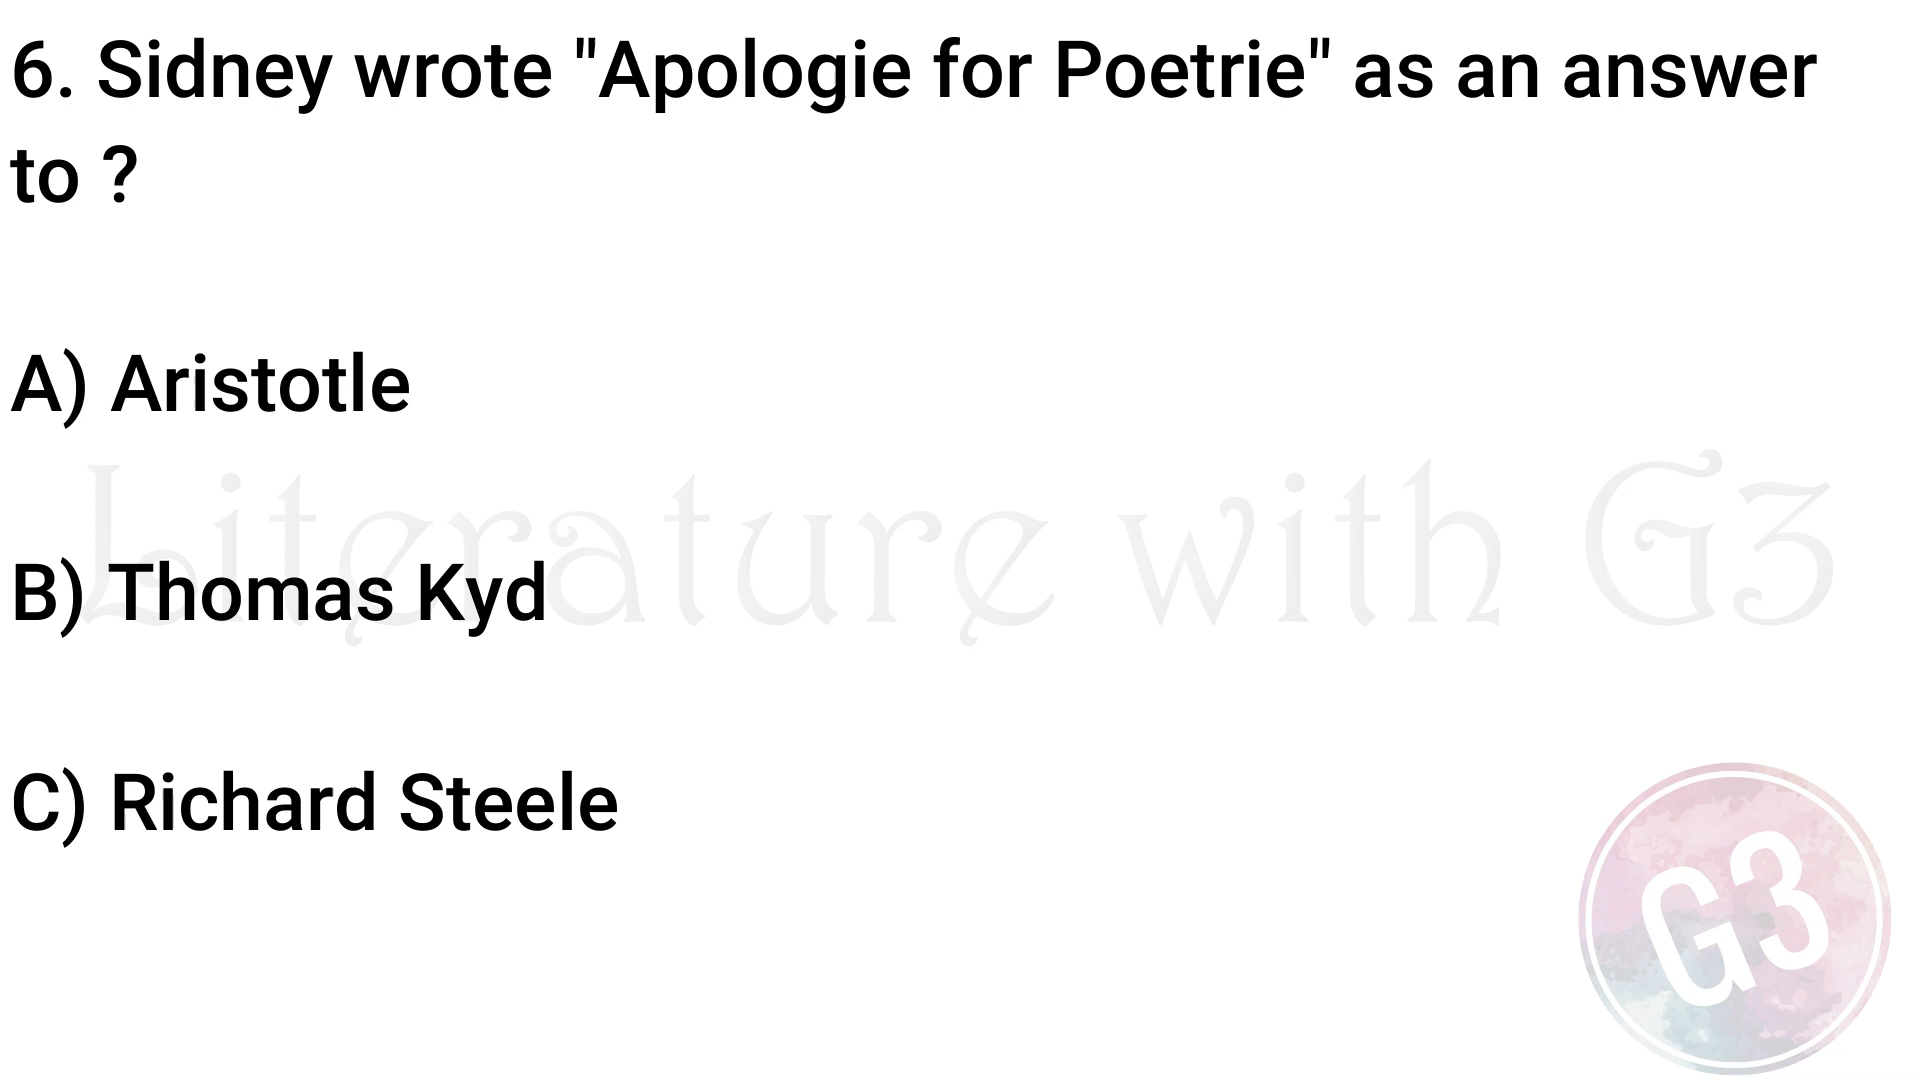 6. Sidney wrote "Apologie for Poetrie" as an answer
to ?
A) Aristotle
Literature with G3
B) Thomas Kyd
C) Richard Steele
G3